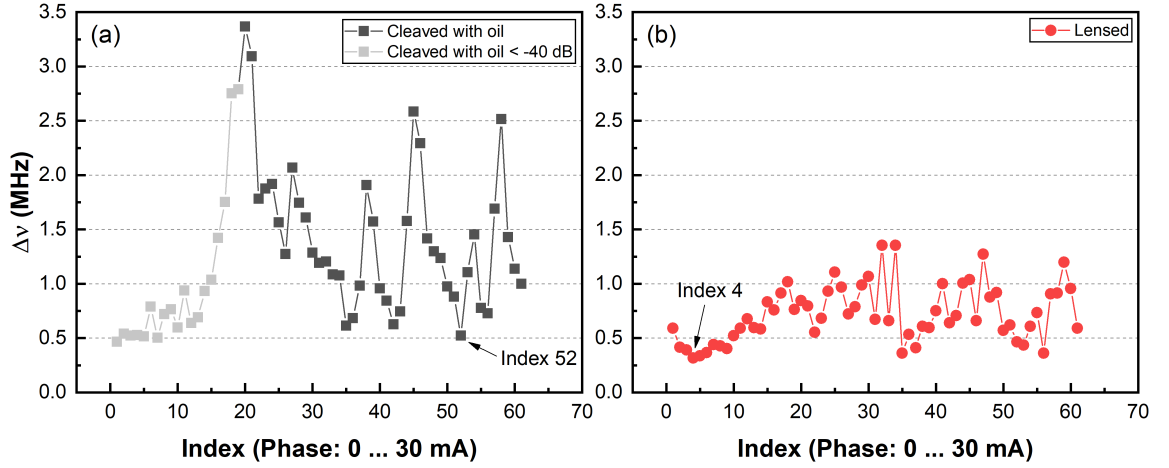 (a)
Cleaved with oil
Cleaved with oil < -40 dB
3.5
3.0
2.5
2.0
1.5
1.0
0.5
0.0
Δν (MHz)
Index 52
0 10 20 30 40 50 60 70
Index (Phase: 0 ... 30 mA)
(b)
Lensed
3.5
3.0
2.5
2.0
1.5
1.0
0.5
0.0
Index 4
0 10 20 30 40 50 60 70
Index (Phase: 0 ... 30 mA)